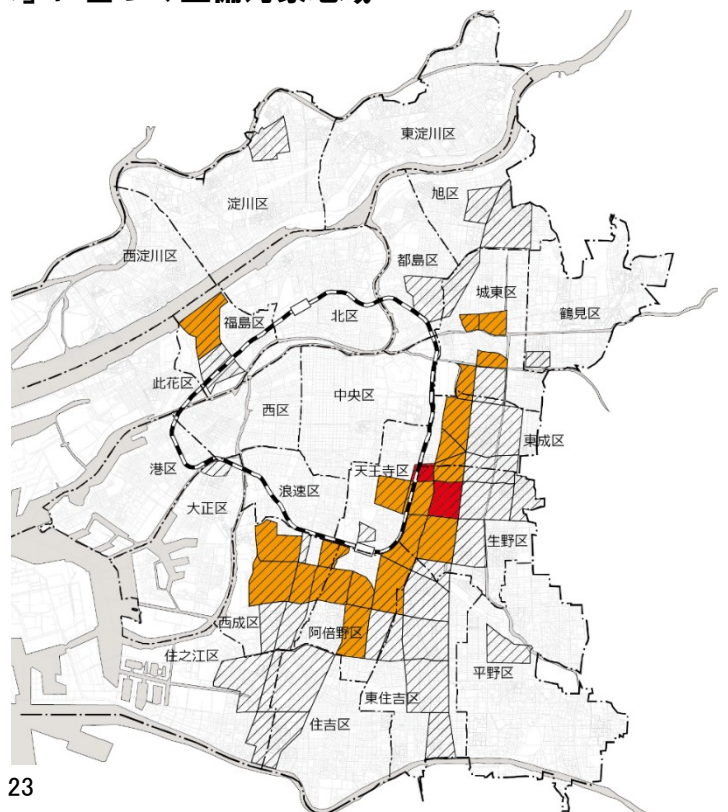 東淀川区
旭区
淀川区
都島区
西淀川区
城東区
鶴見区
北区
福島区
此花区
中央区
西区
東成区
天王寺区
港区
浪速区
大正区
生野区
西成区
阿倍野区
住之江区
平野区
東住吉区
住吉区
23